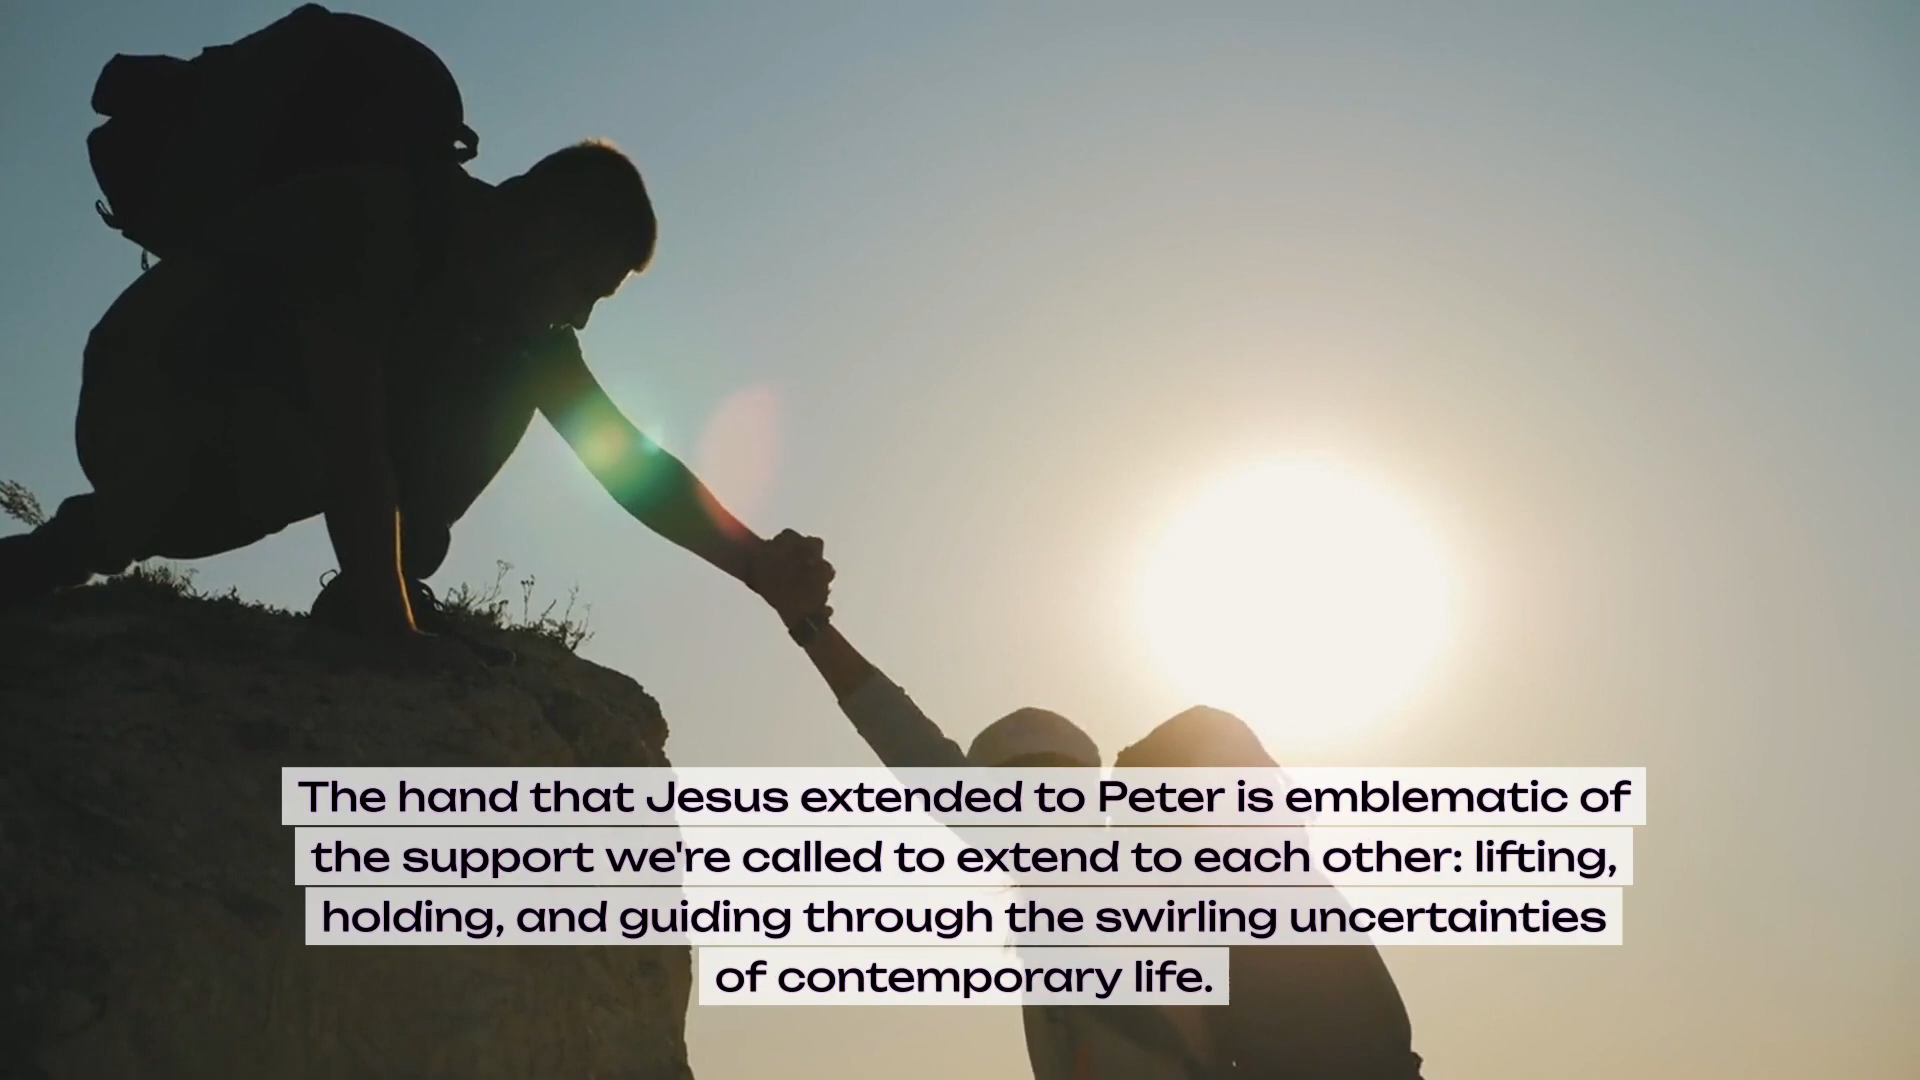 The hand that Jesus extended to Peter is emblematic of
the support we're called to extend to each other: lifting,
holding, and guiding through the swirling uncertainties
of contemporary life.